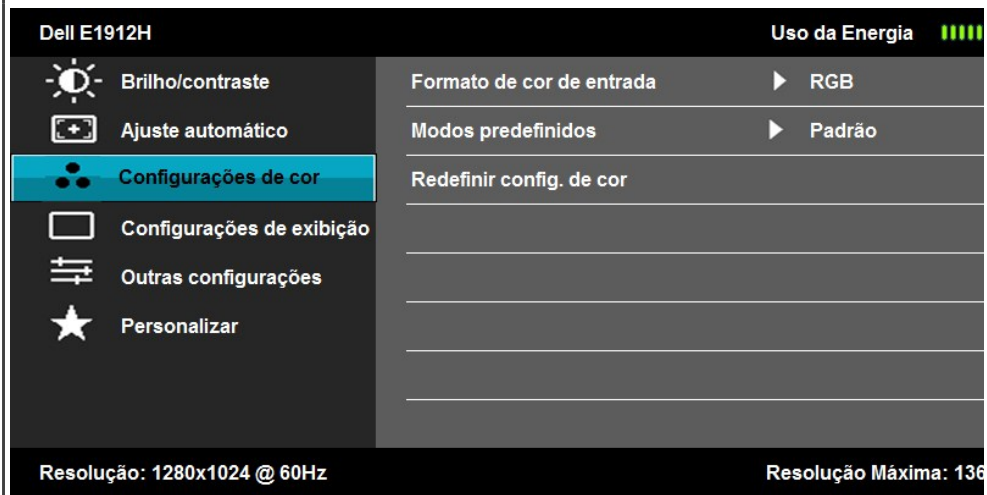 Dell E1912H Uso da Energia
Brilho/contraste Formato de cor de entrada RGB
Ajuste automático Modos predefinidos Padrão
Configurações de cor Redefinir config. de cor
Configurações de exibição
Outras configurações
Personalizar
Resolução: 1280x1024 @ 60Hz Resolução Máxima: 136